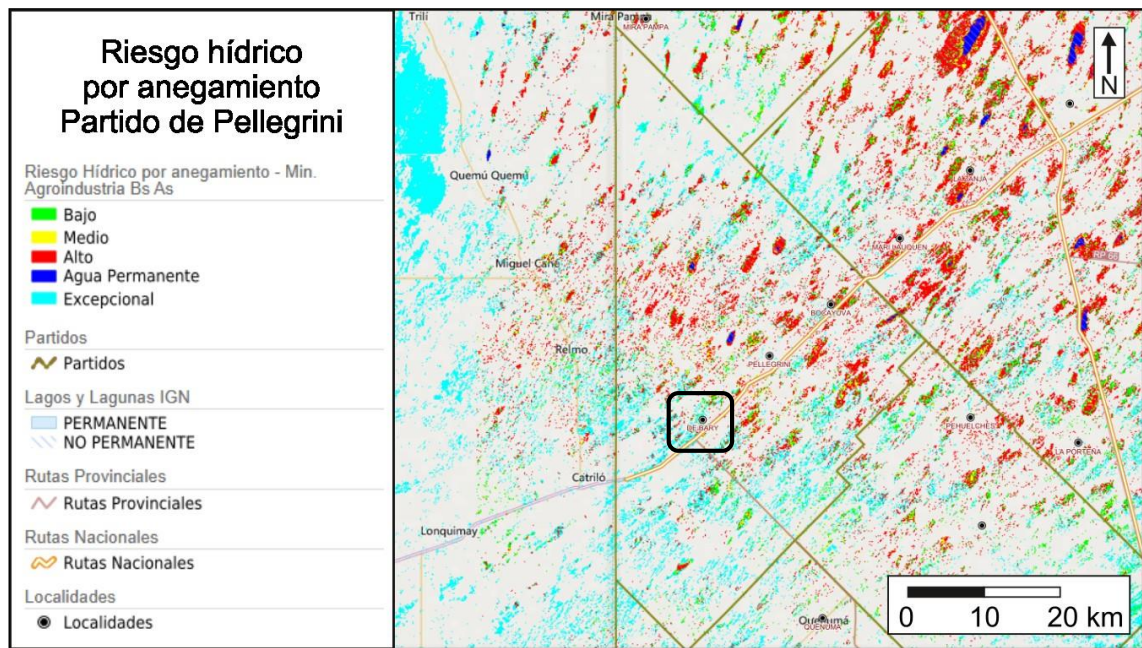 Riesgo hídrico
por anegamiento
Partido de Pellegrini
Riesgo Hídrico por anegamiento - Min.
Agroindustria Bs As
Bajo
Medio
Alto
Agua Permanente
Excepcional
Partidos
Partidos
Lagos y Lagunas IGN
PERMANENTE
NO PERMANENTE
Rutas Provinciales
Rutas Provinciales
Rutas Nacionales
Rutas Nacionales
Localidades
Localidades
Trilí
Mira Pampa
MIRA PAMPA
N
Quemú Quemú
MARI LAUQUEN
RP 66
Miguel Cané
BOCAYUVA
Relmo
PELLEGRINI
DE BARY
PEHUELCHES
LA PORTEÑA
Catriló
Lonquimay
Quenumá
QUENUMA
0 10 20 km